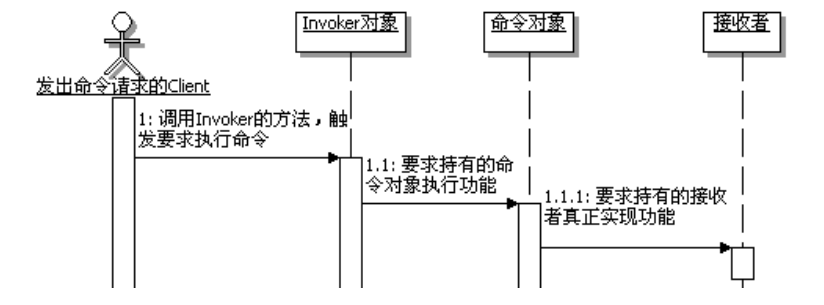 Invoker对象
命令对象
接收者
发出命令请求的Client
1: 调用Invoker的方法，触
发要求执行命令
1.1: 要求持有的命
令对象执行功能
1.1.1: 要求持有的接收
者真正实现功能